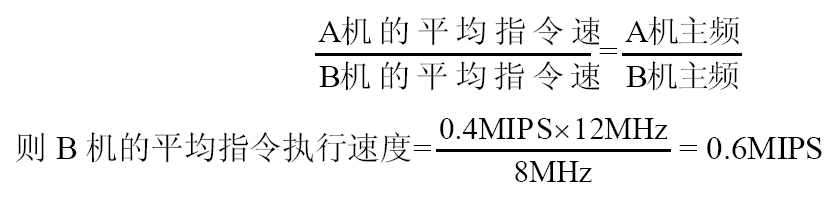 A机的平均指令速 = A机主频
B机的平均指令速 B机主频
则 B 机的平均指令执行速度= 0.4MIPS×12MHz = 0.6MIPS
8MHz